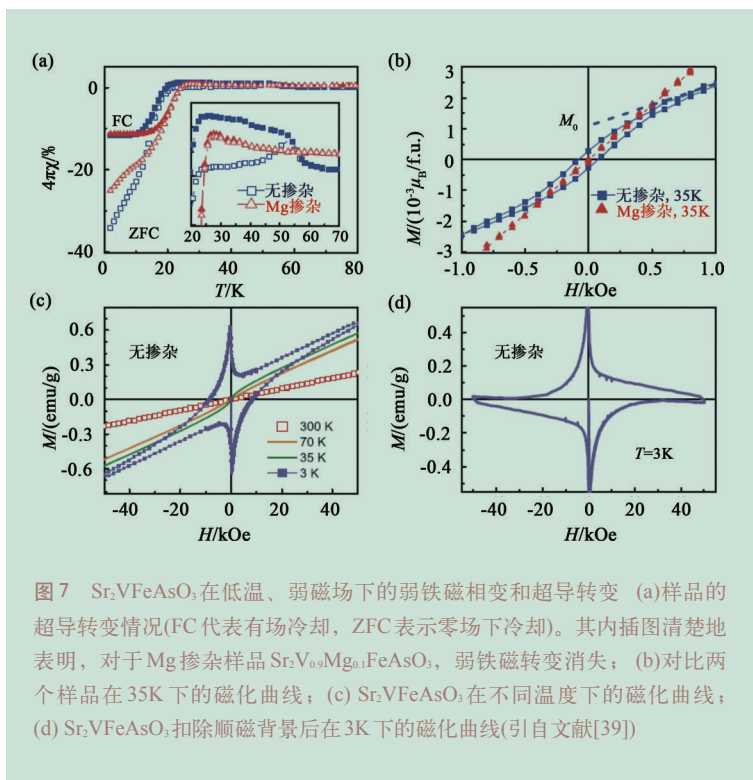 (a)
0
-20
-40
4πχ/%
FC
ZFC
无掺杂
Mg掺杂
20 30 40 50 60 70
0 20 40 60 80
T/K
(b)
3
2
1
0
-1
-2
-3
M/(10⁻³μB/f.u.)
M₀
无掺杂, 35K
Mg掺杂, 35K
-1.0 -0.5 0.0 0.5 1.0
H/kOe
(c)
0.6
0.3
0.0
-0.3
-0.6
M/(emu/g)
无掺杂
300 K
70 K
35 K
3 K
-40 -20 0 20 40
H/kOe
(d)
0.4
0.2
0.0
-0.2
-0.4
M/(emu/g)
无掺杂
T=3K
-40 -20 0 20 40
H/kOe
图7 Sr₂VFeAsO₃在低温、弱磁场下的弱铁磁相变和超导转变 (a)样品的
超导转变情况(FC代表有场冷却，ZFC表示零场下冷却)。其内插图清楚地
表明，对于Mg掺杂样品Sr₂V₀.₉Mg₀.₁FeAsO₃，弱铁磁转变消失；(b)对比两
个样品在35K下的磁化曲线；(c) Sr₂VFeAsO₃在不同温度下的磁化曲线；
(d) Sr₂VFeAsO₃扣除顺磁背景后在3K下的磁化曲线(引自文献[39])